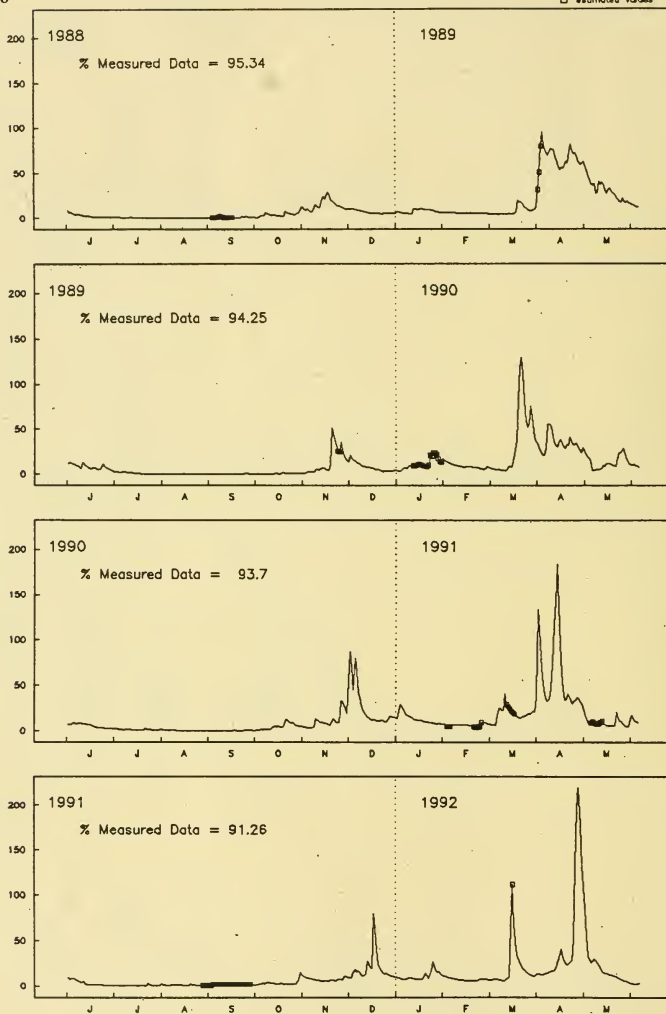 □ estimated values
1988 1989
% Measured Data = 95.34
200
150
100
50
0
J J A S O N D J F M A M
1989 1990
% Measured Data = 94.25
200
150
100
50
0
J J A S O N D J F M A M
1990 1991
% Measured Data = 93.7
200
150
100
50
0
J J A S O N D J F M A M
1991 1992
% Measured Data = 91.26
200
150
100
50
0
J J A S O N D J F M A M